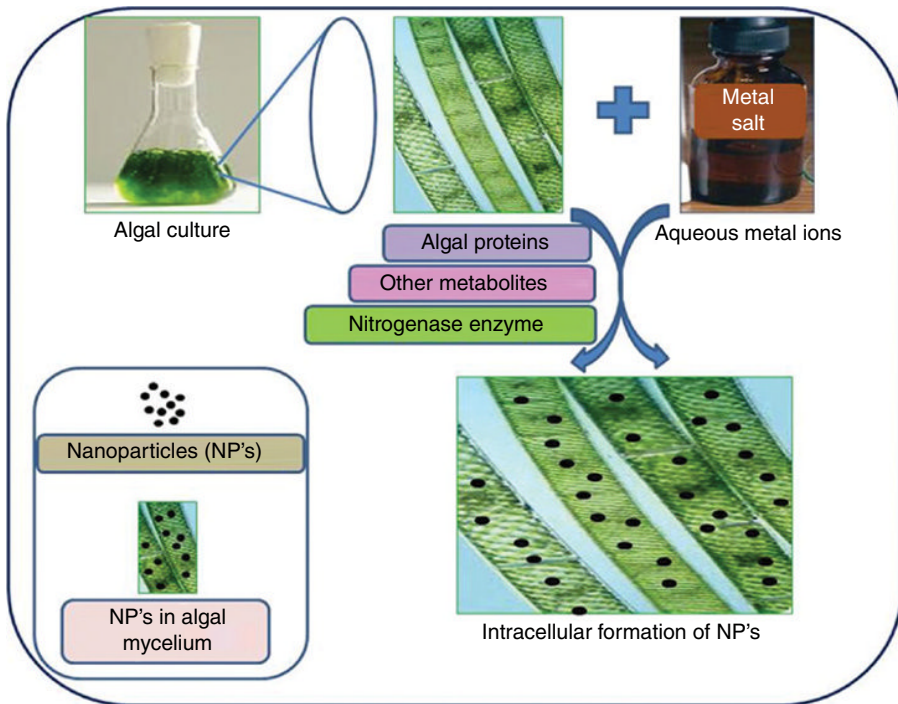 Metal
salt
Algal culture
Aqueous metal ions
Algal proteins
Other metabolites
Nitrogenase enzyme
Nanoparticles (NP's)
NP's in algal
mycelium
Intracellular formation of NP's